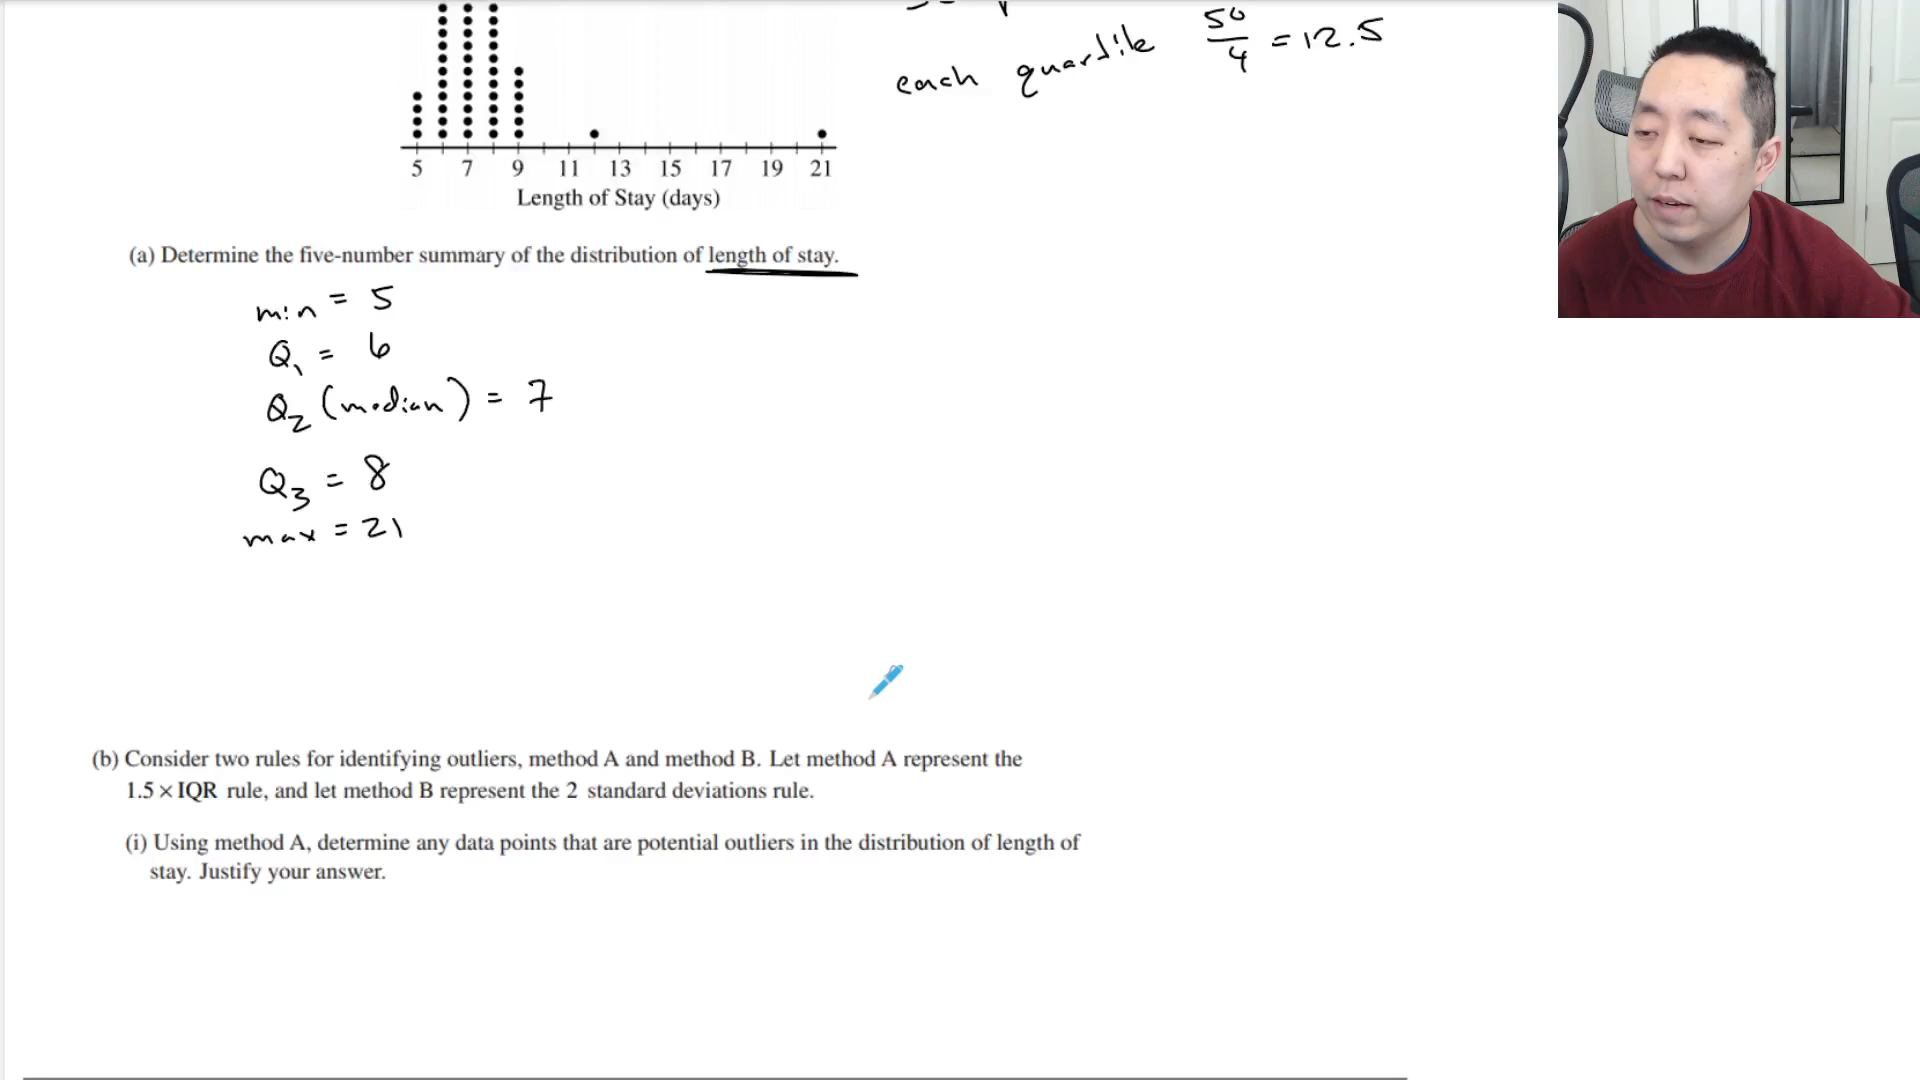 each quartile 50/4 = 12.5
5 7 9 11 13 15 17 19 21
Length of Stay (days)
(a) Determine the five-number summary of the distribution of length of stay.
min = 5
Q1 = 6
Q2 (median) = 7
Q3 = 8
max = 21
(b) Consider two rules for identifying outliers, method A and method B. Let method A represent the
1.5 × IQR rule, and let method B represent the 2 standard deviations rule.
(i) Using method A, determine any data points that are potential outliers in the distribution of length of
stay. Justify your answer.